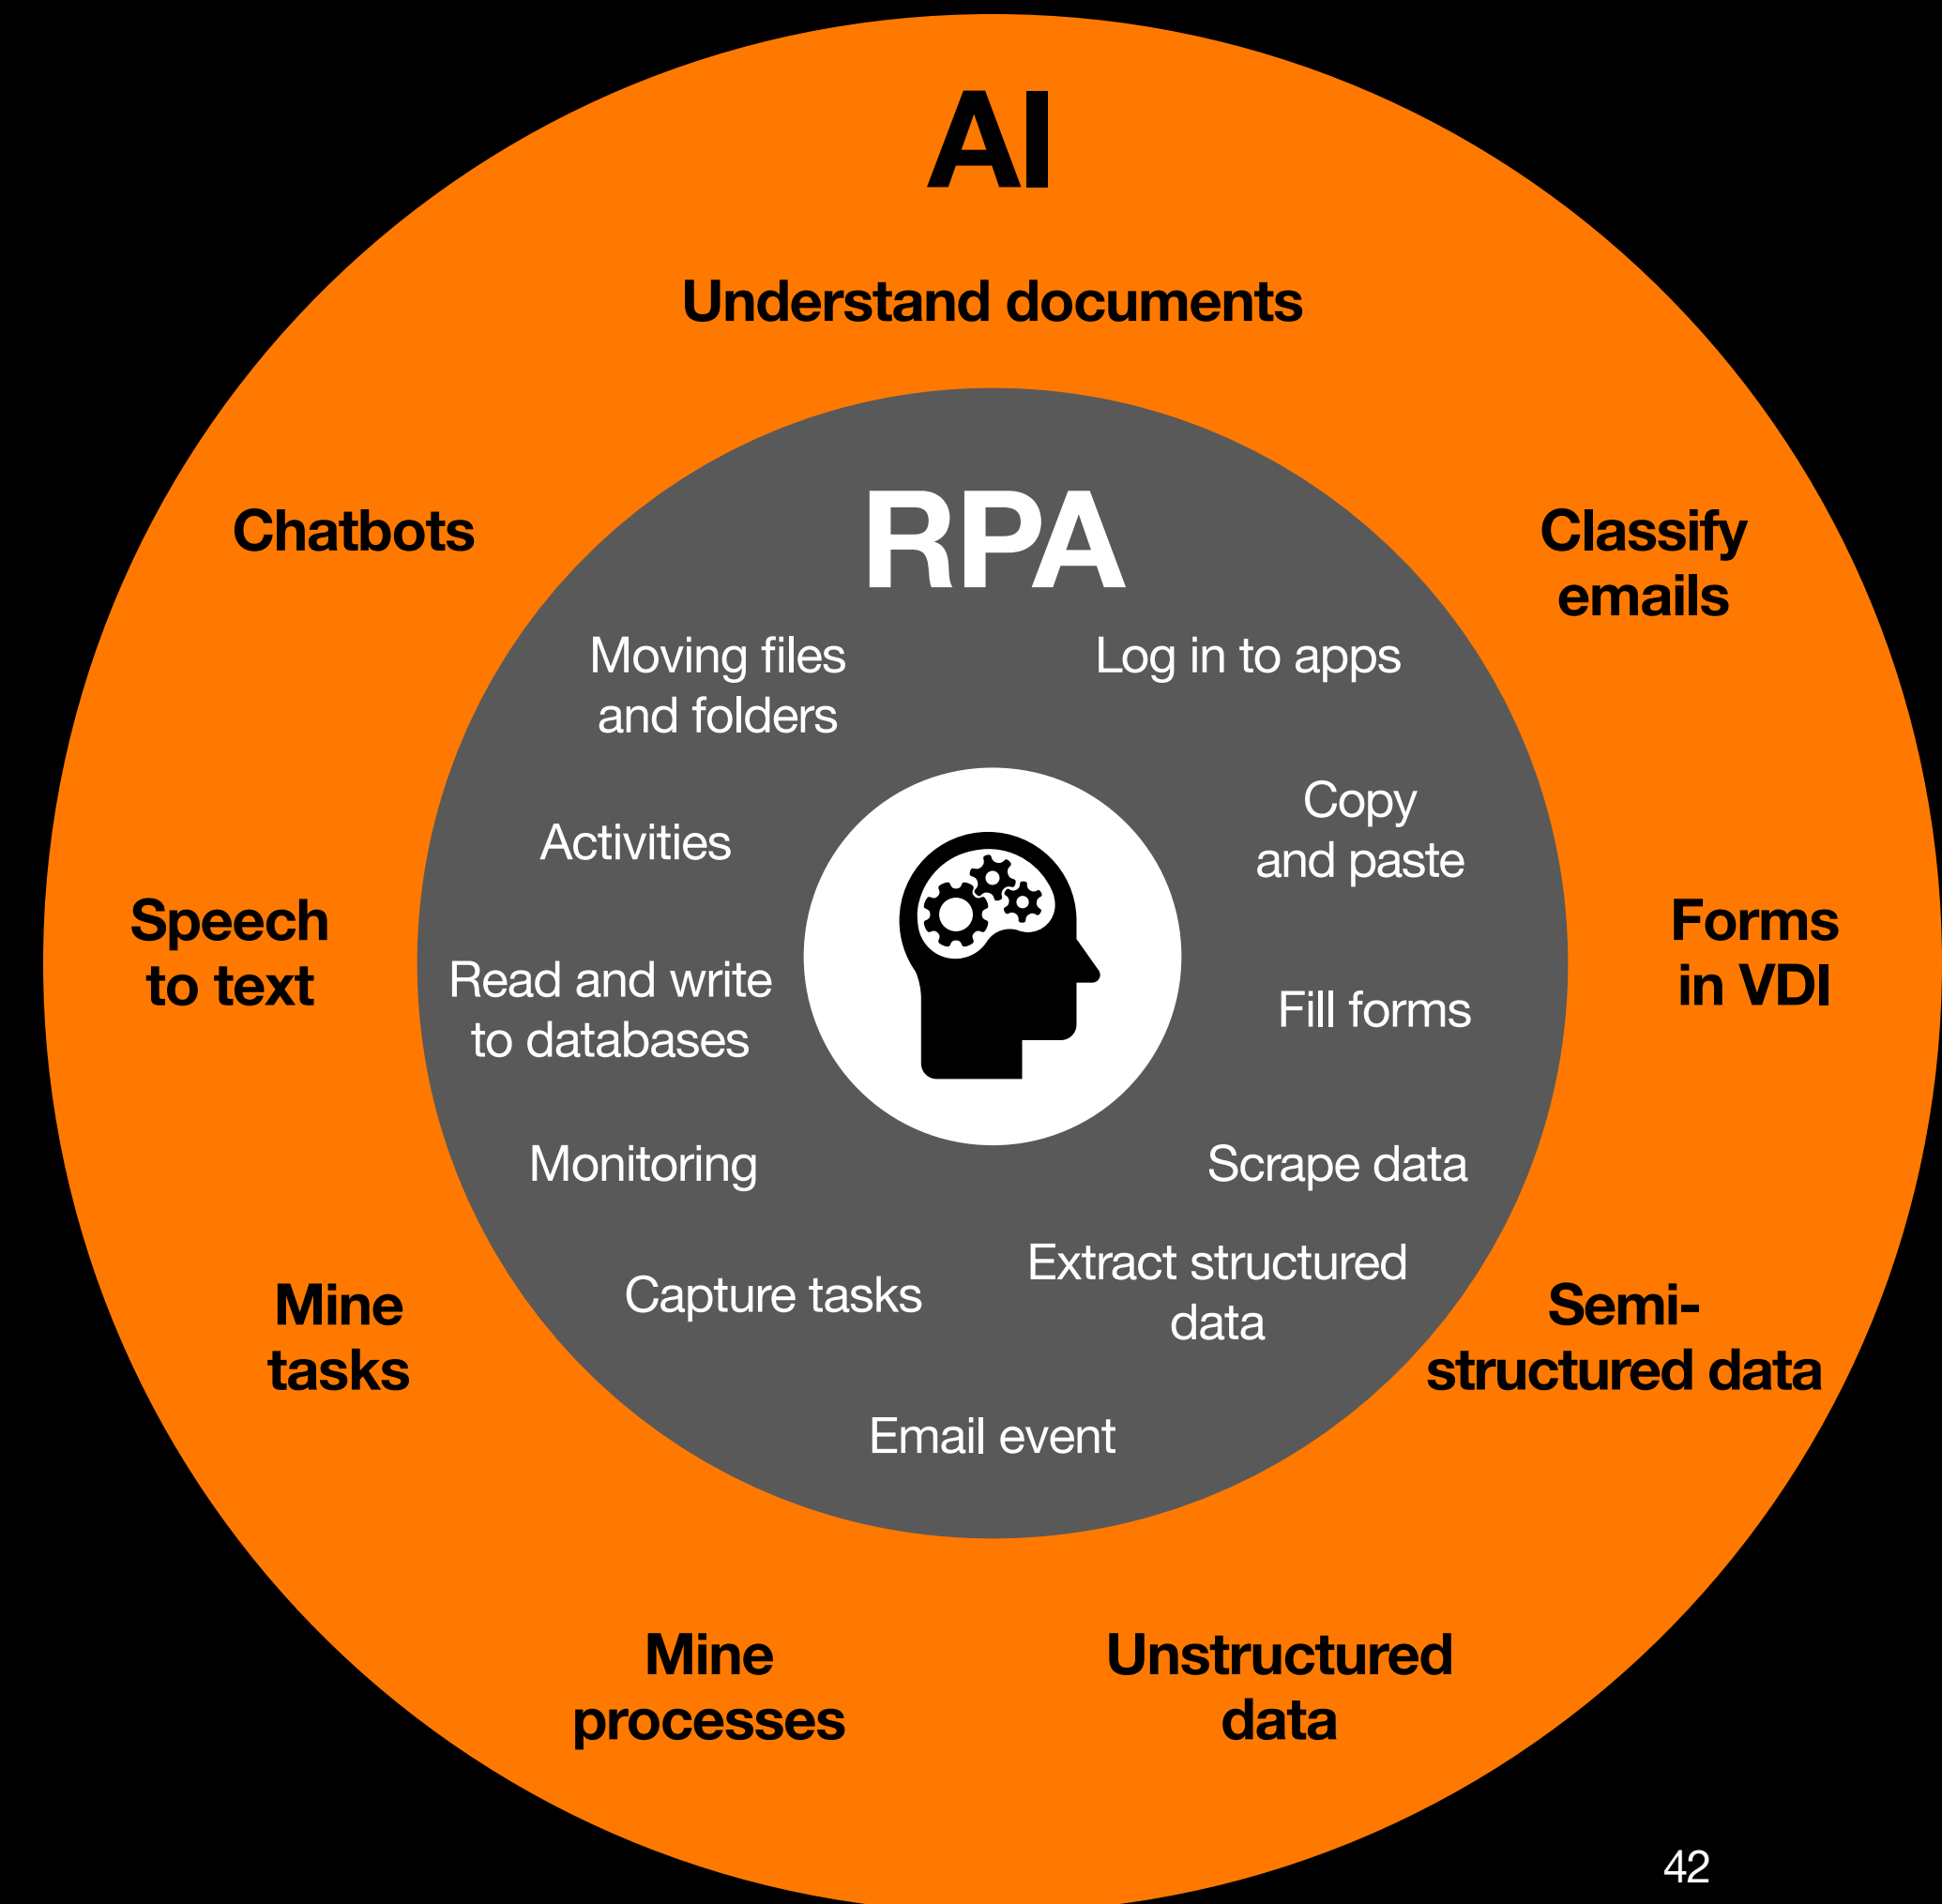 AI
Understand documents
Chatbots
Classify
emails
Speech
to text
Forms
in VDI
Mine
tasks
Semi-
structured data
Mine
processes
Unstructured
data
RPA
Moving files
and folders
Log in to apps
Activities
Copy
and paste
Read and write
to databases
Fill forms
Monitoring
Scrape data
Capture tasks
Extract structured
data
Email event
42